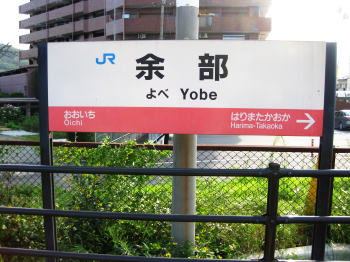 JR
余部
よべ Yobe
おおいち はりまたかおか
Oichi Harima-Takaoka